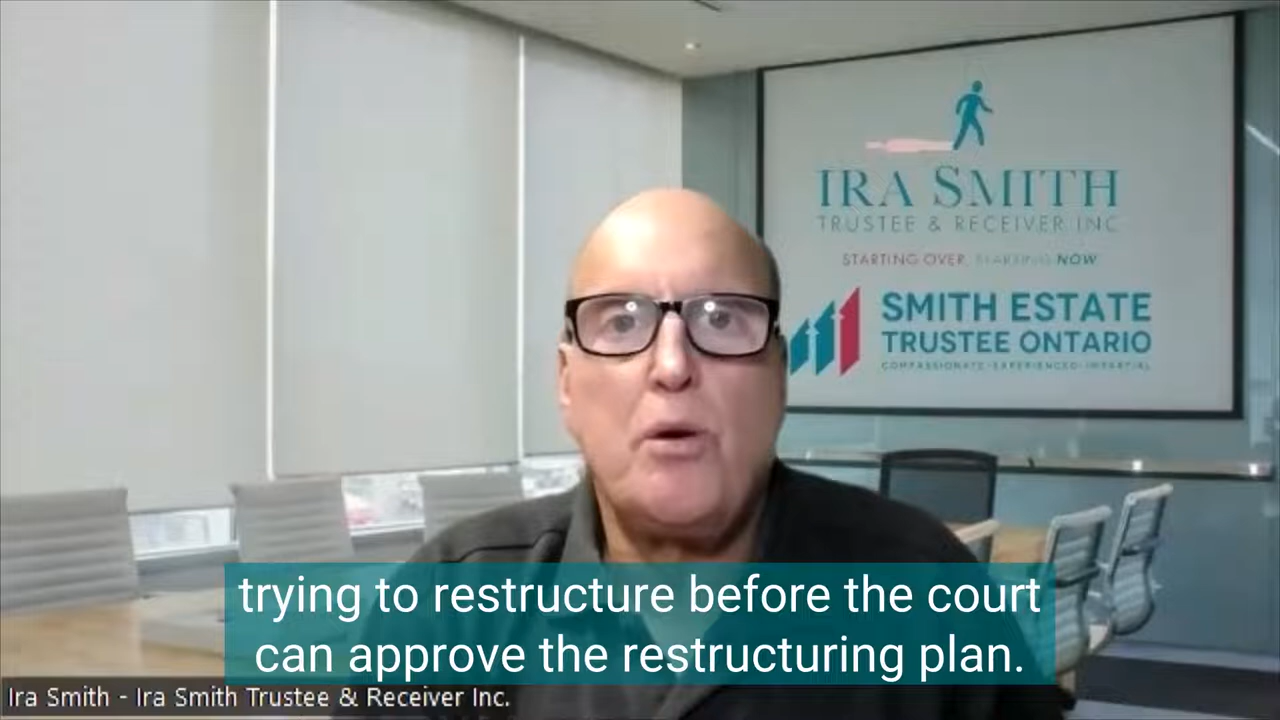 IRA SMITH
TRUSTEE & RECEIVER INC.
STARTING OVER, STARTING NOW
SMITH ESTATE
TRUSTEE ONTARIO
COMPASSIONATE • EXPERIENCED • IMPARTIAL
trying to restructure before the court
can approve the restructuring plan.
Ira Smith - Ira Smith Trustee & Receiver Inc.